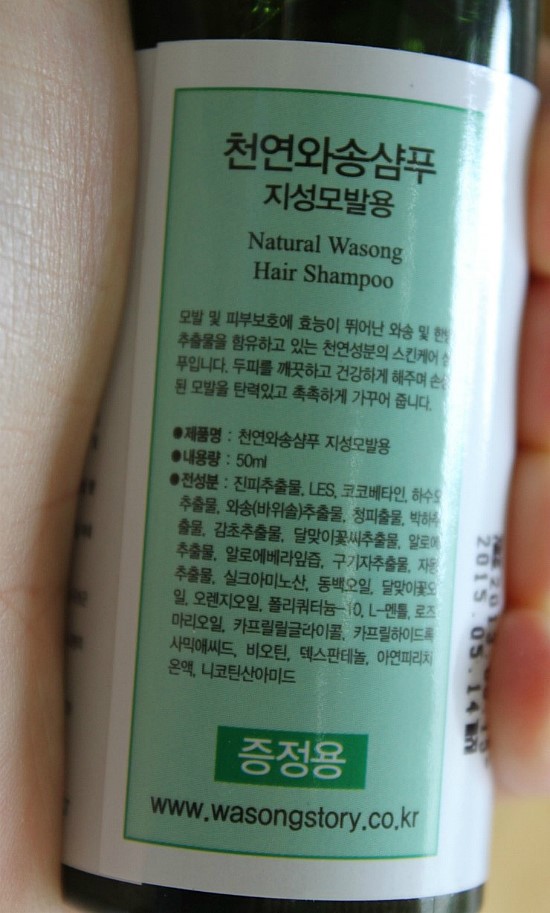 천연와송샴푸
지성모발용
Natural Wasong
Hair Shampoo
모발 및 피부보호에 효능이 뛰어난 와송 및
추출물을 함유하고 있는 천연성분의 스킨케어
푸입니다. 두피를 깨끗하고 건강하게 해주며
된 모발을 탄력있고 촉촉하게 가꾸어 줍니다.
●제품명 : 천연와송샴푸 지성모발용
●내용량 : 50ml
●전성분 : 진피추출물, LES, 코코베타인, 하수오
추출물, 와송(바위솔)추출물, 청피추출물, 박하추
출물, 감초추출물, 달맞이꽃씨추출물, 알로에
추출물, 알로에베라잎즙, 구기자추출물,
추출물, 실크아미노산, 동백오일, 달맞이꽃오
일, 오렌지오일, 폴리쿼터늄-10, L-멘톨, 로즈
마리오일, 카프릴릴글라이콜, 카프릴하이드록
사믹애씨드, 비오틴, 덱스판테놀, 아연피리치
온액, 니코틴산아미드
증정용
www.wasongstory.co.kr
2015.05.14